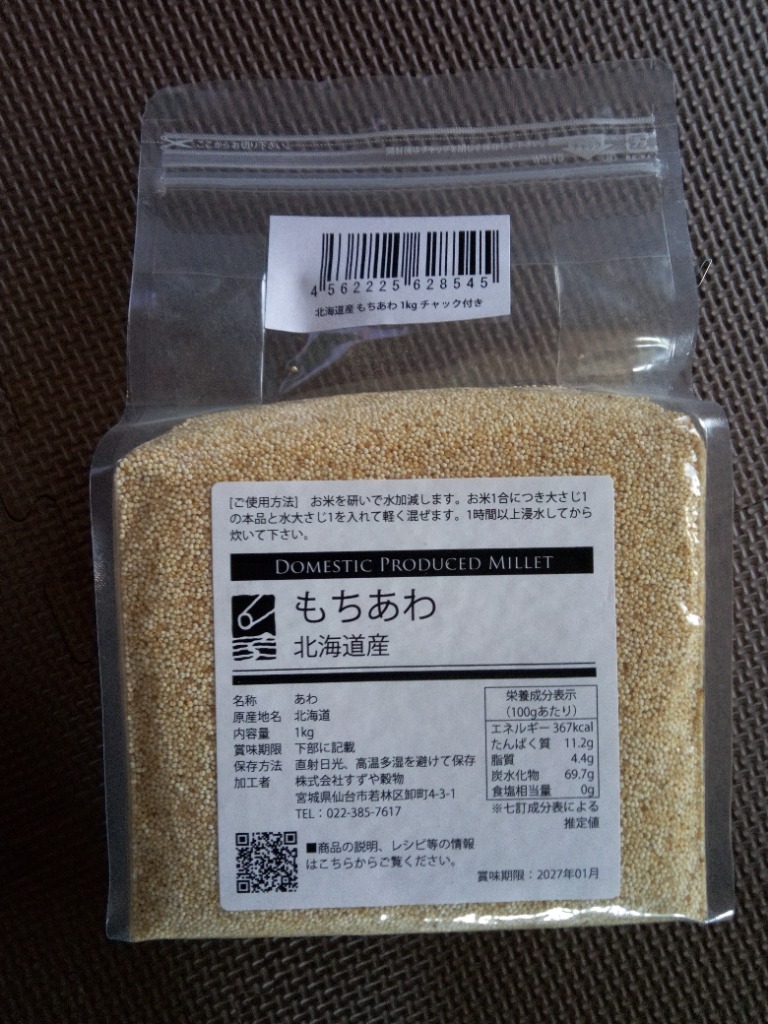 ここからお切り下さい
4562225628545
北海道産 もちあわ 1kg チャック付き
[ご使用方法] お米を研いで水加減します。お米1合につき大さじ1
の本品と水大さじ1を入れて軽く混ぜます。1時間以上浸水してから
炊いて下さい。
DOMESTIC PRODUCED MILLET
もちあわ
北海道産
名称 あわ
原産地名 北海道
内容量 1kg
賞味期限 下部に記載
保存方法 直射日光、高温多湿を避けて保存
加工者 株式会社すずや穀物
宮城県仙台市若林区卸町4-3-1
TEL：022-385-7617
栄養成分表示
（100gあたり）
エネルギー 367kcal
たんぱく質 11.2g
脂質 4.4g
炭水化物 69.7g
食塩相当量 0g
※七訂成分表による
推定値
■商品の説明、レシピ等の情報
はこちらからご覧ください。
賞味期限：2027年01月